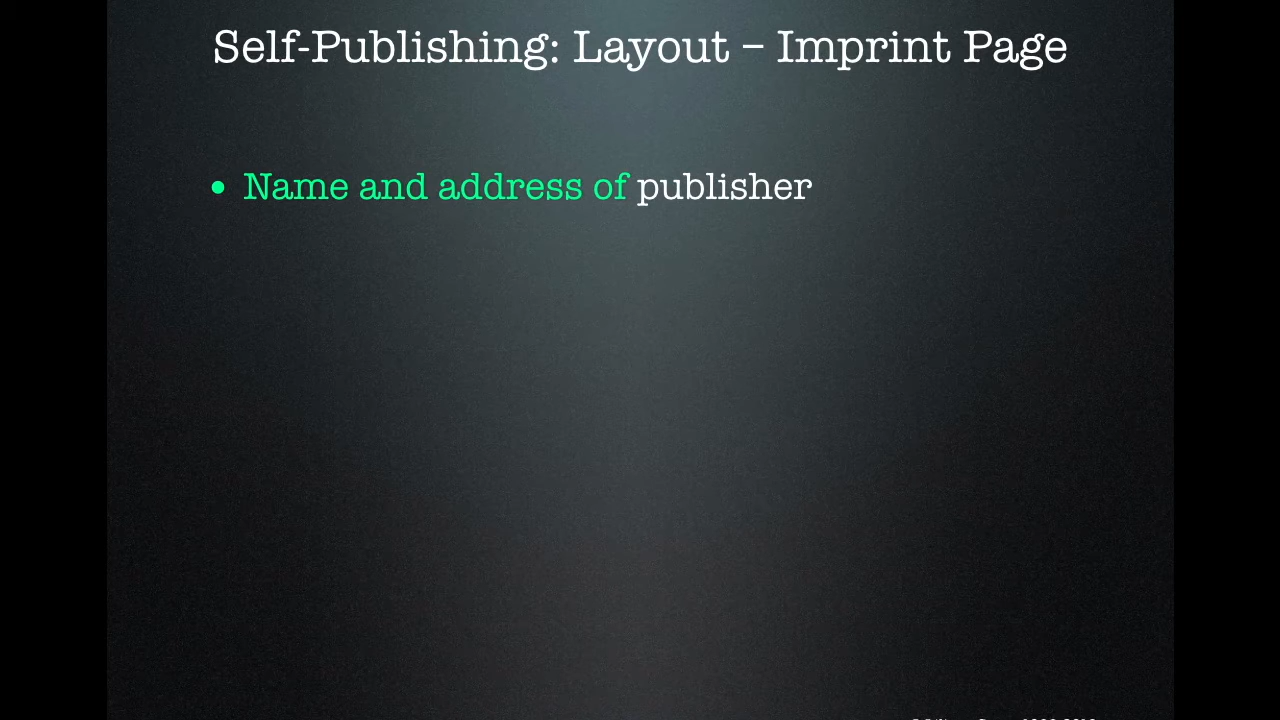 Self-Publishing: Layout – Imprint Page
• Name and address of publisher